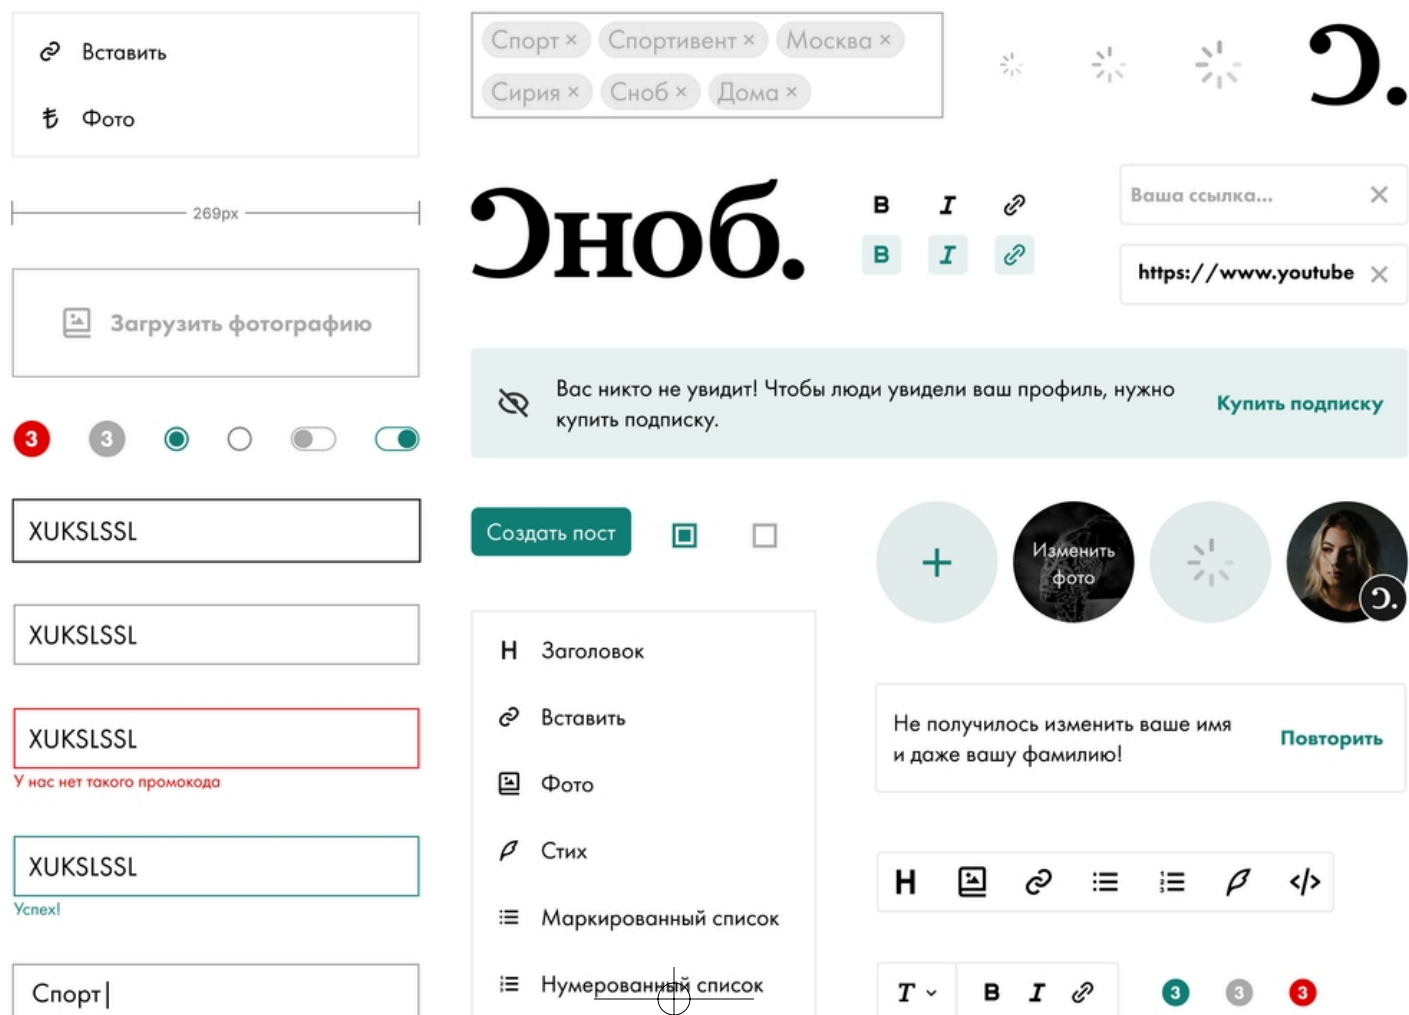 Вставить
Фото
269px
Загрузить фотографию
3
3
XUKSLSSL
XUKSLSSL
XUKSLSSL
У нас нет такого промокода
XUKSLSSL
Успех!
Спорт
Спорт × Спортивент × Москва ×
Сирия × Сноб × Дома ×
С.
Сноб.
B I
B I
Ваша ссылка...
https://www.youtube
Вас никто не увидит! Чтобы люди увидели ваш профиль, нужно
купить подписку.
Купить подписку
Создать пост
Изменить
фото
С.
H Заголовок
Вставить
Фото
Стих
Маркированный список
Нумерованный список
Не получилось изменить ваше имя
и даже вашу фамилию!
Повторить
H </>
T B I
3 3 3